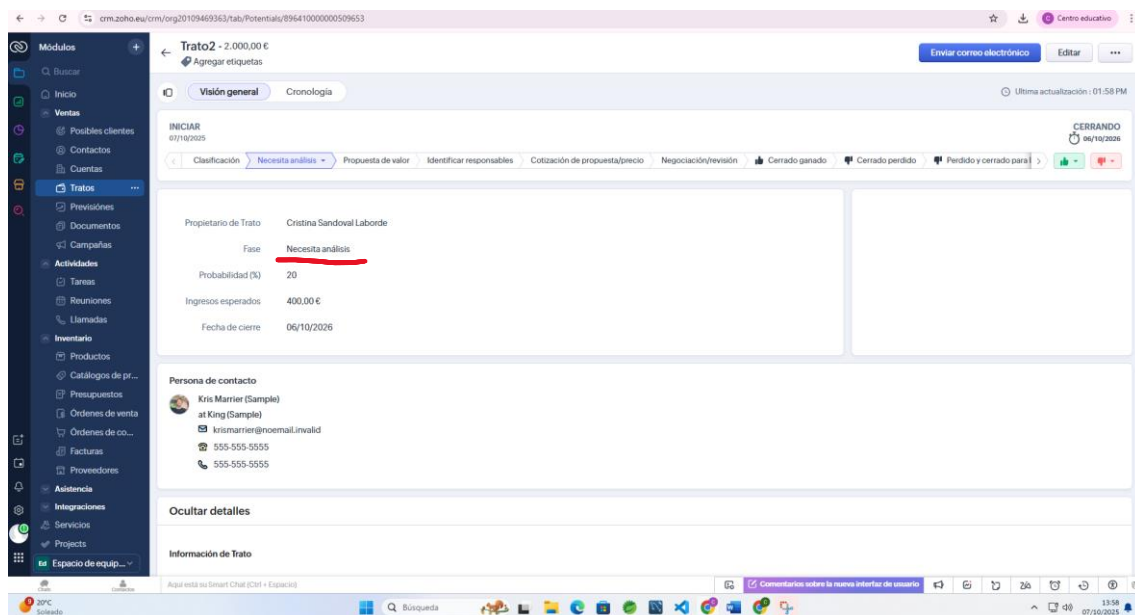 crm.zoho.eu/crm/org20109469363/tab/Potentials/896410000000509653
Centro educativo
Módulos
Buscar
Inicio
Ventas
Posibles clientes
Contactos
Cuentas
Tratos
Previsiónes
Documentos
Campañas
Actividades
Tareas
Reuniones
Llamadas
Inventario
Productos
Catálogos de pr...
Presupuestos
Órdenes de venta
Órdenes de co...
Facturas
Proveedores
Asistencia
Integraciones
Servicios
Projects
Ed Espacio de equip...
Trato2 - 2.000,00 €
Agregar etiquetas
Enviar correo electrónico
Editar
Visión general
Cronología
Ultima actualización : 01:58 PM
INICIAR
07/10/2025
CERRANDO
06/10/2026
Clasificación
Necesita análisis
Propuesta de valor
Identificar responsables
Cotización de propuesta/precio
Negociación/revisión
Cerrado ganado
Cerrado perdido
Perdido y cerrado para
Propietario de Trato Cristina Sandoval Laborde
Fase Necesita análisis
Probabilidad (%) 20
Ingresos esperados 400,00 €
Fecha de cierre 06/10/2026
Persona de contacto
Kris Marrier (Sample)
at King (Sample)
krismarrier@noemail.invalid
555-555-5555
555-555-5555
Ocultar detalles
Información de Trato
Chats
Contactos
Aquí está su Smart Chat (Ctrl + Espacio)
Comentarios sobre la nueva interfaz de usuario
20°C
Soleado
Búsqueda
13:58
07/10/2025